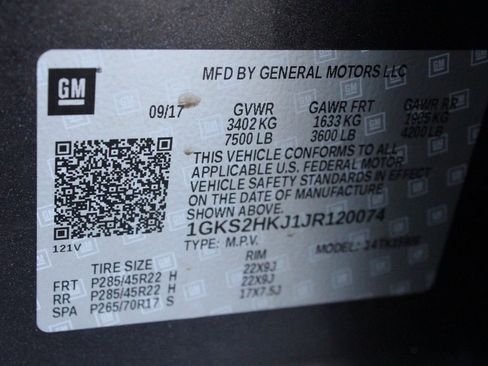 GM
MFD BY GENERAL MOTORS LLC
09/17 GVWR GAWR FRT GAWR RR
3402 KG 1633 KG 1905 KG
7500 LB 3600 LB 4200 LB
THIS VEHICLE CONFORMS TO ALL
APPLICABLE U.S. FEDERAL MOTOR
VEHICLE SAFETY STANDARDS IN EFFECT
ON THE DATE OF MANUFACTURE
SHOWN ABOVE.
1GKS2HKJ1JR120074
121V
TYPE: M.P.V. MODEL:
TIRE SIZE RIM
FRT P285/45R22 H 22X9J
RR P285/45R22 H 22X9J
SPA P265/70R17 S 17X7.5J